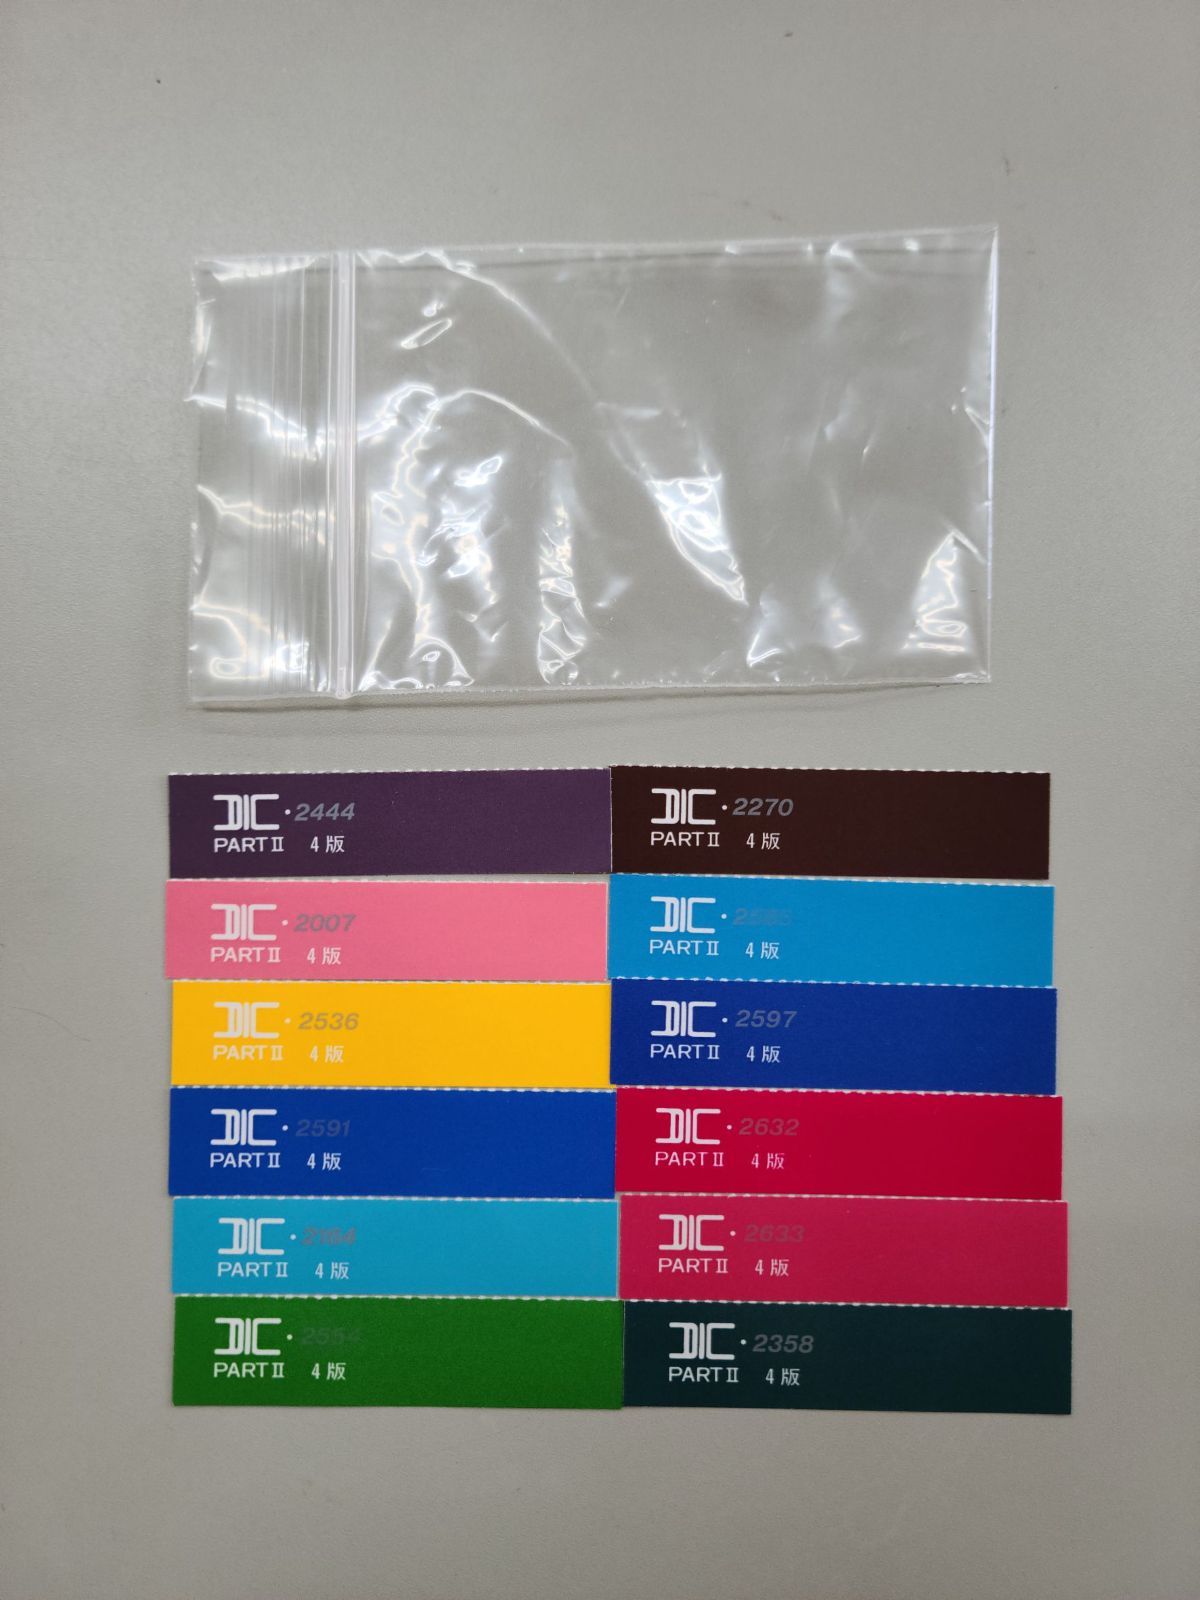 DIC・2444
PART II 4版
DIC・2270
PART II 4版
DIC・2007
PART II 4版
DIC・
PART II 4版
DIC・2536
PART II 4版
DIC・2597
PART II 4版
DIC・2591
PART II 4版
DIC・2632
PART II 4版
DIC・2164
PART II 4版
DIC・2633
PART II 4版
DIC・
PART II 4版
DIC・2358
PART II 4版